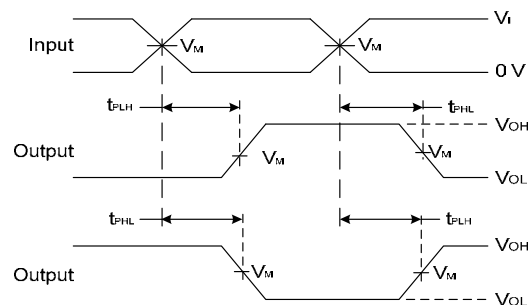 VI
Input
VM
VM
0 V
tPLH
tPHL
VOH
Output
VM
VM
VOL
tPHL
tPLH
VOH
VM
VM
Output
VOL